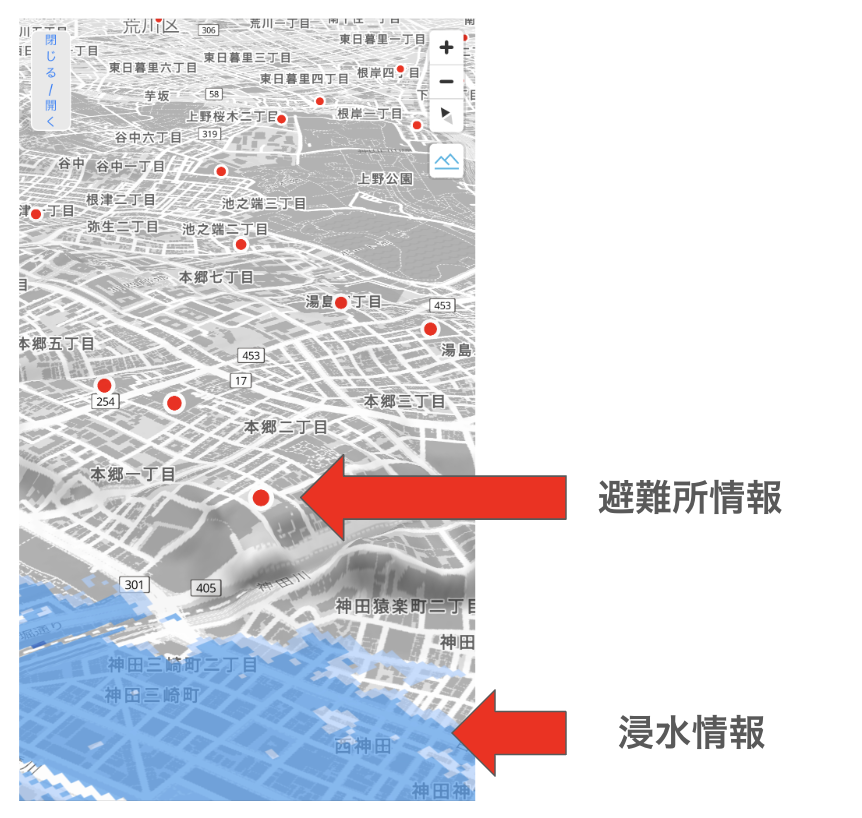 荒川区
荒川一丁目
306
東日暮里一丁目
東日暮里三丁目
東日暮里六丁目
東日暮里四丁目
根岸四丁目
芋坂
58
上野桜木二丁目
根岸一丁目
谷中六丁目
319
谷中
谷中一丁目
上野公園
根津二丁目
池之端三丁目
弥生二丁目
池之端二丁目
本郷七丁目
453
本郷五丁目
湯島
453
17
254
本郷三丁目
本郷二丁目
本郷一丁目
避難所情報
301
405
神田川
神田猿楽町二丁目
神田
神田三崎町二丁目
神田三崎町
浸水情報
西神田
神田神
閉じる/開く